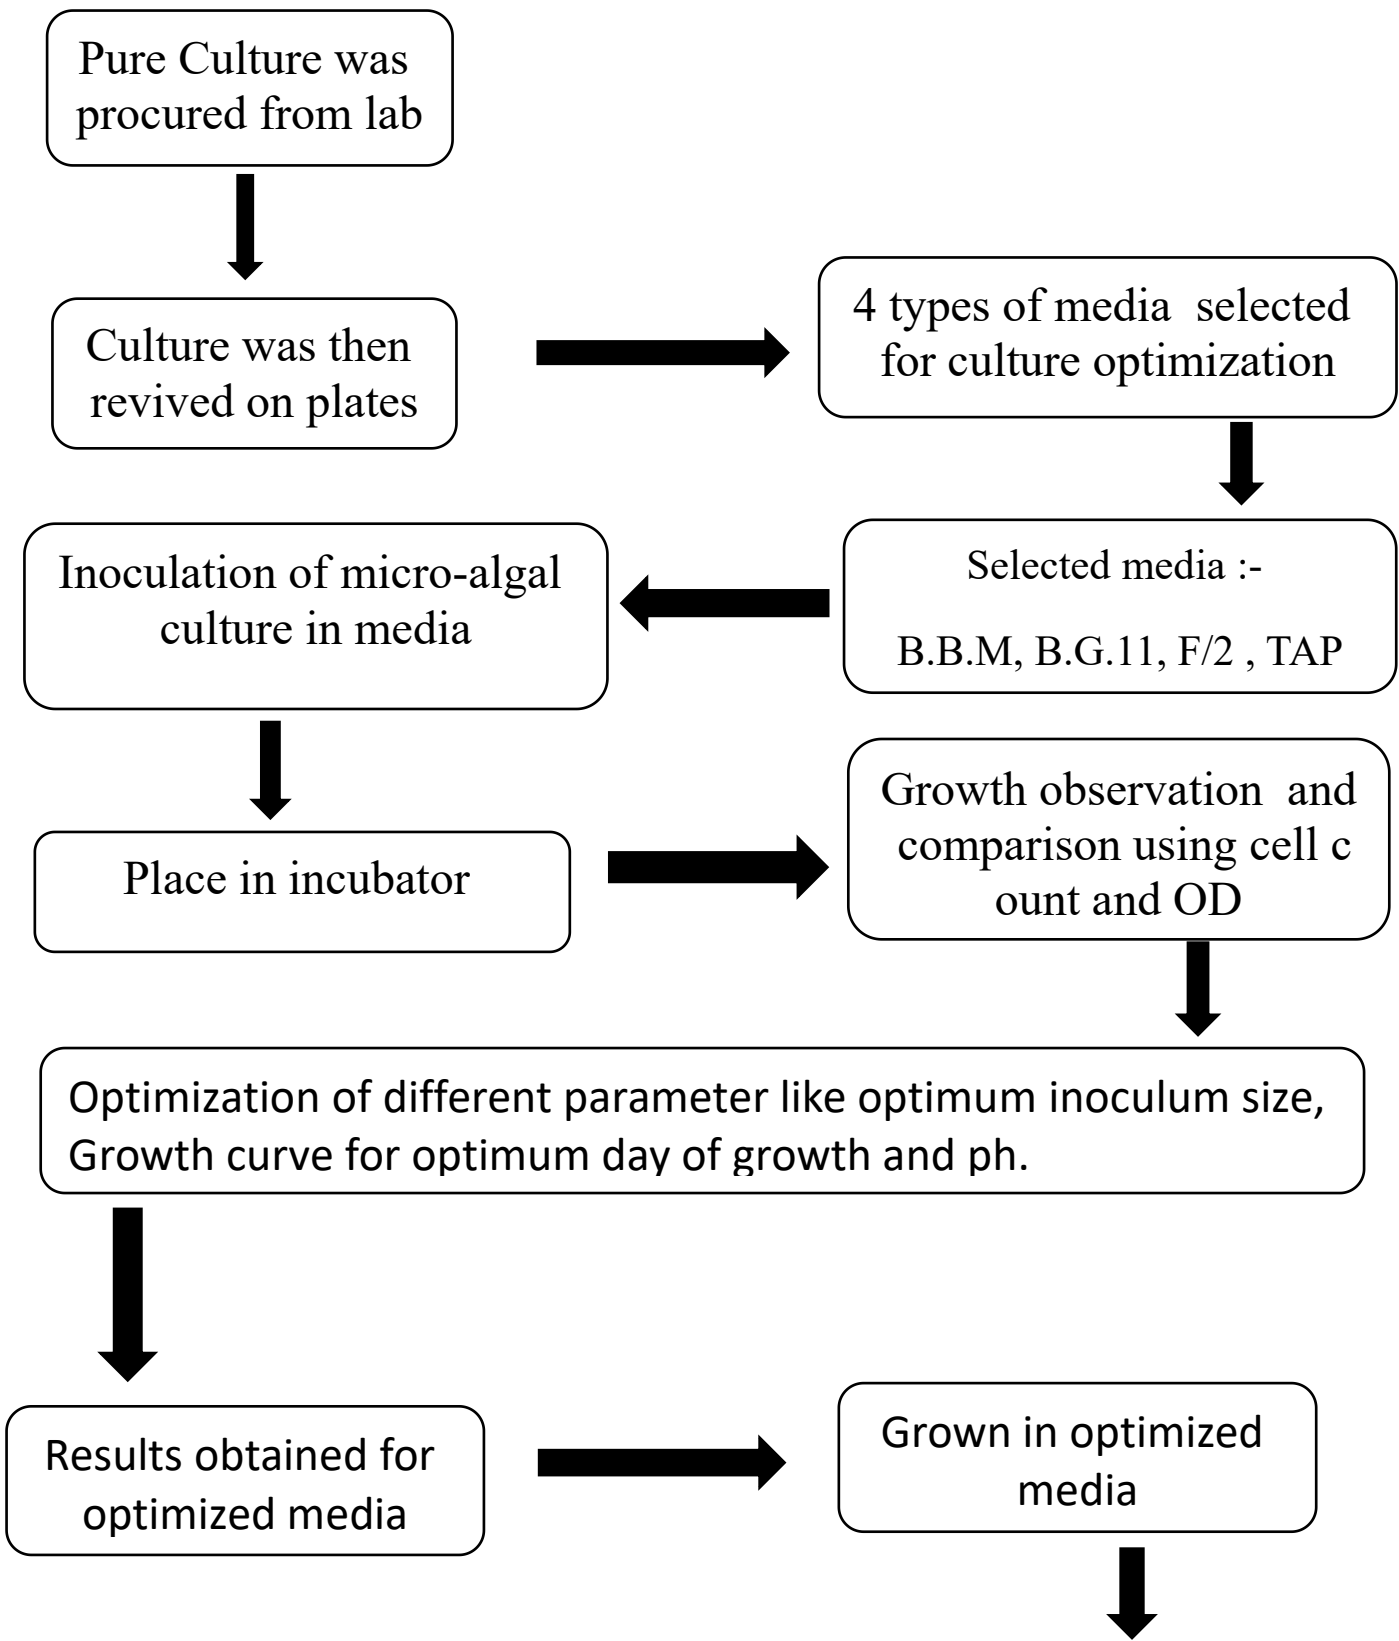 Pure Culture was
procured from lab
Culture was then
revived on plates
4 types of media  selected
for culture optimization
Selected media :-
B.B.M, B.G.11, F/2 , TAP
Inoculation of micro-algal
culture in media
Place in incubator
Growth observation  and
comparison using cell c
ount and OD
Optimization of different parameter like optimum inoculum size,
Growth curve for optimum day of growth and ph.
Results obtained for
optimized media
Grown in optimized
media